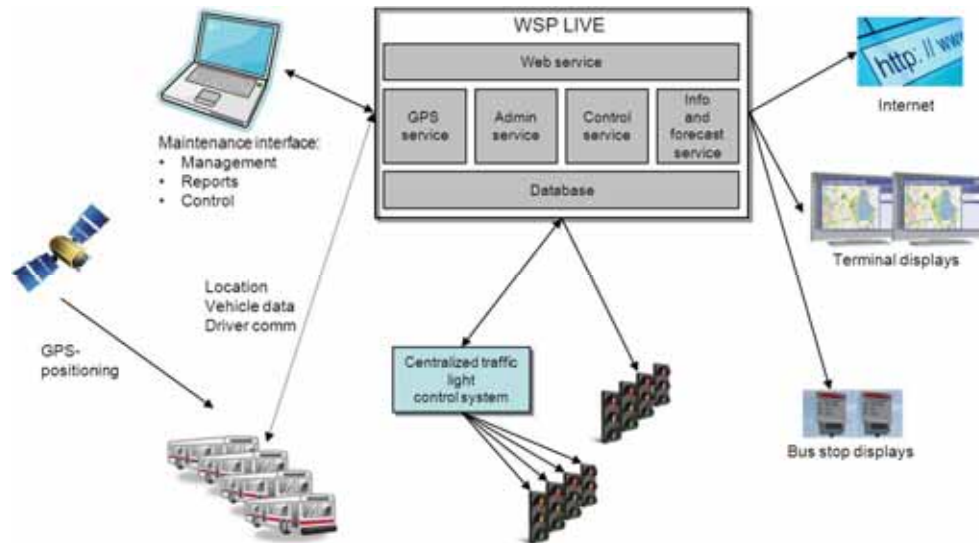 WSP LIVE
Web service
GPS
service
Admin
service
Control
service
Info
and
forecast
service
Database
http: // www
Internet
Maintenance interface:
• Management
• Reports
• Control
Terminal displays
Location
Vehicle data
Driver comm
GPS-
positioning
Centralized traffic
light
control system
Bus stop displays